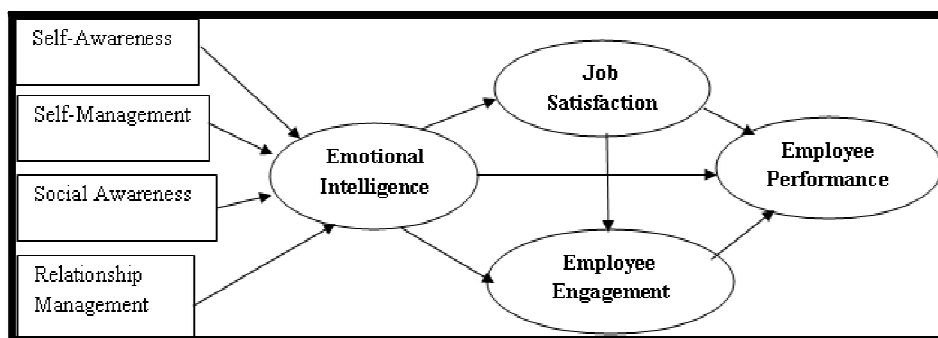 Self-Awareness
Self-Management
Social Awareness
Relationship
Management
Emotional
Intelligence
Job
Satisfaction
Employee
Engagement
Employee
Performance